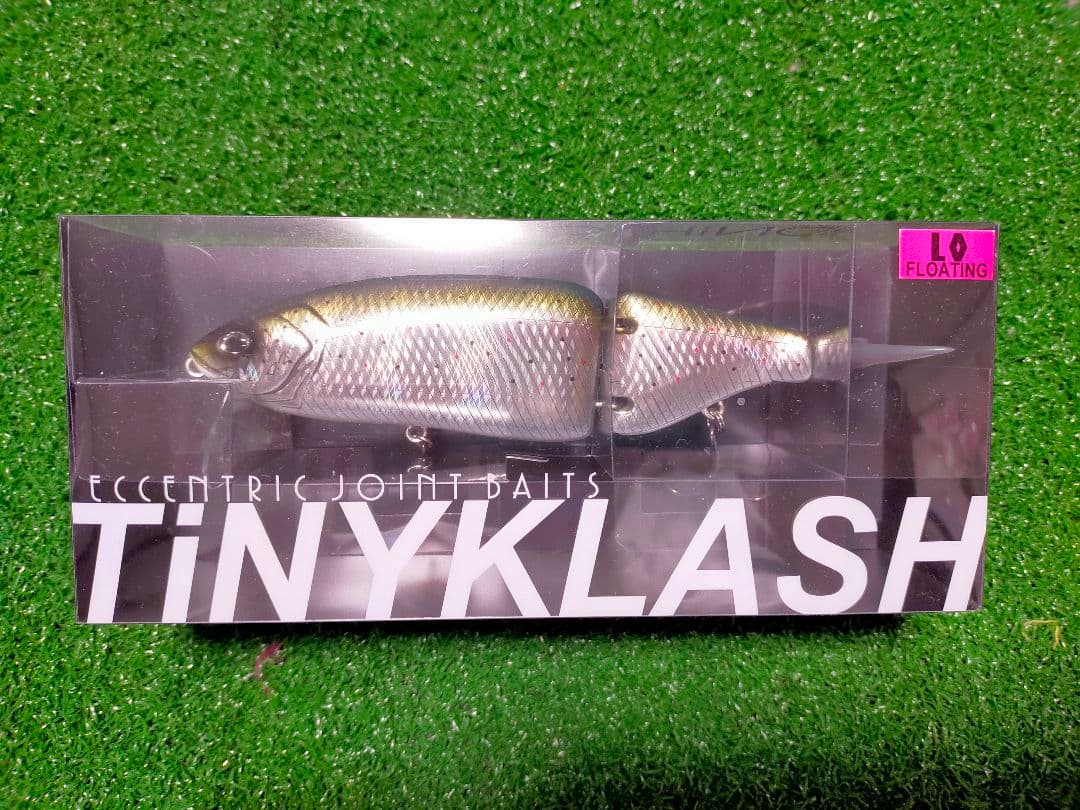 LO
FLOATING
ECCENTRIC JOINT BAITS
TiNYKLASH